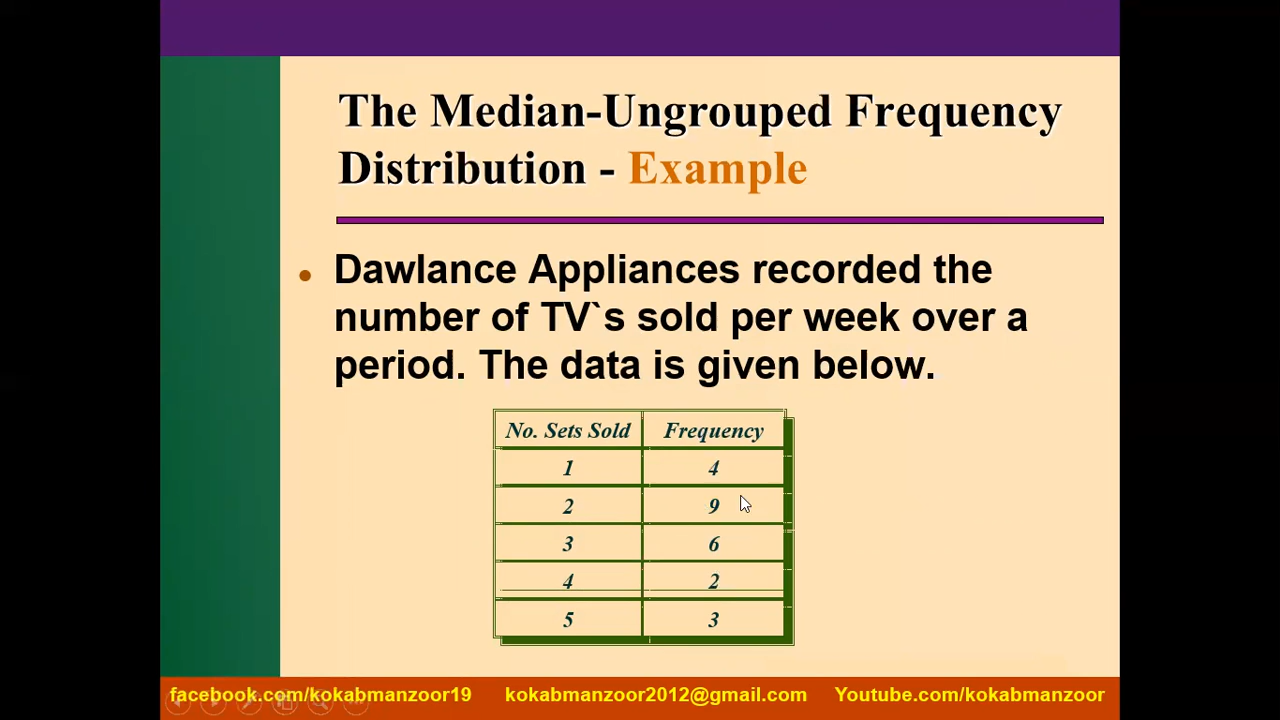 The Median-Ungrouped Frequency
Distribution - Example
Dawlance Appliances recorded the
number of TV`s sold per week over a
period. The data is given below.
No. Sets Sold Frequency
1 4
2 9
3 6
4 2
5 3
facebook.com/kokabmanzoor19 kokabmanzoor2012@gmail.com Youtube.com/kokabmanzoor